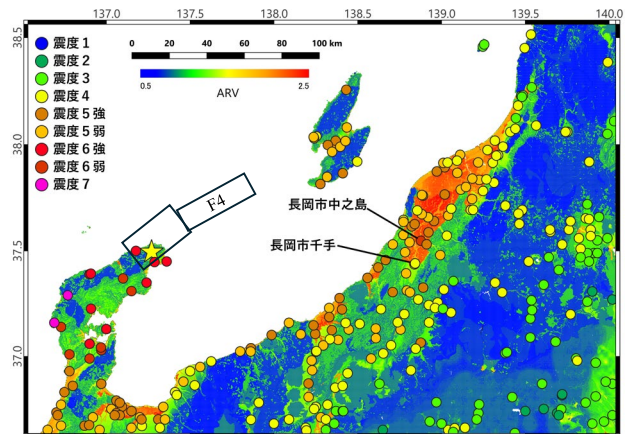 137.0 137.5 138.0 138.5 139.0 139.5 140.0
38.5
38.0
37.5
37.0
震度 1
震度 2
震度 3
震度 4
震度 5 強
震度 5 弱
震度 6 強
震度 6 弱
震度 7
0 20 40 60 80 100 km
0.5 2.5
ARV
F4
長岡市中之島
長岡市千手